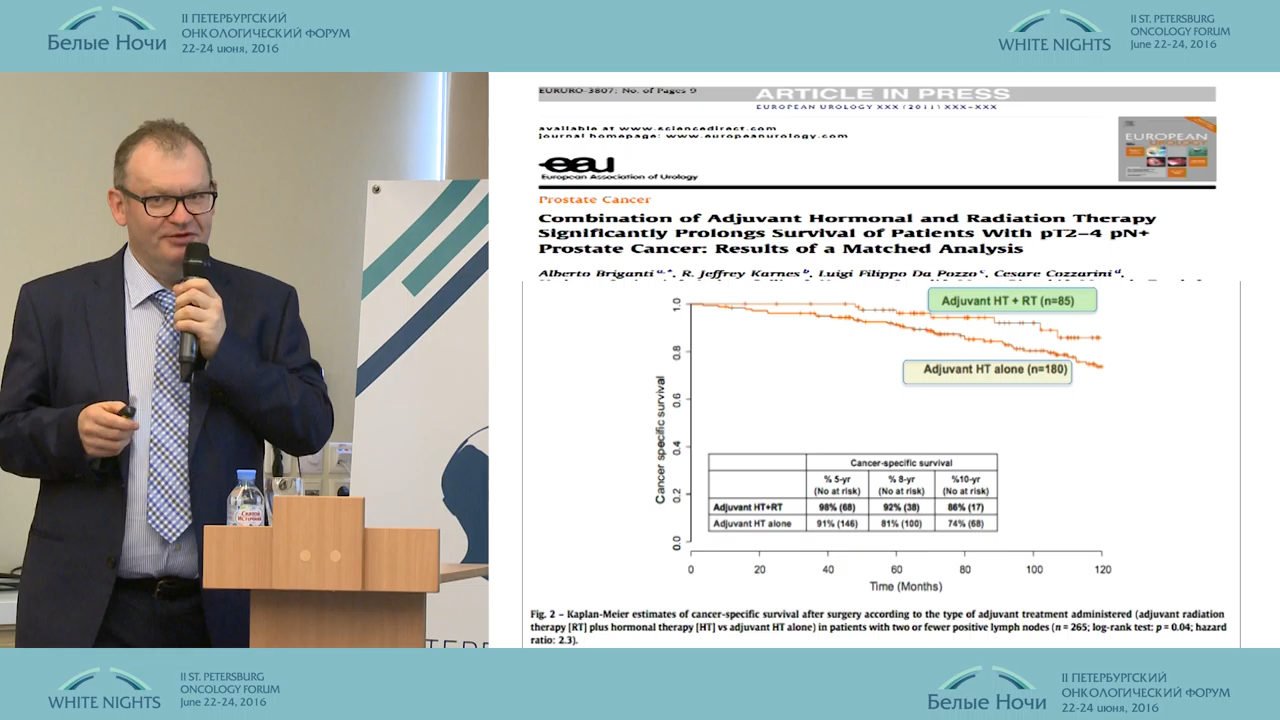 Белые Ночи
II ПЕТЕРБУРГСКИЙ
ОНКОЛОГИЧЕСКИЙ ФОРУМ
22-24 июня, 2016
WHITE NIGHTS
II ST. PETERSBURG
ONCOLOGY FORUM
June 22-24, 2016
EURURO-3807; No. of Pages 9
ARTICLE IN PRESS
EUROPEAN UROLOGY XXX (2011) XXX–XXX
available at www.sciencedirect.com
journal homepage: www.europeanurology.com
EUROPEAN
UROLOGY
eau
European Association of Urology
Prostate Cancer
Combination of Adjuvant Hormonal and Radiation Therapy
Significantly Prolongs Survival of Patients With pT2–4 pN+
Prostate Cancer: Results of a Matched Analysis
Alberto Briganti a,*, R. Jeffrey Karnes b, Luigi Filippo Da Pozzo c, Cesare Cozzarini d,
Adjuvant HT + RT (n=85)
Adjuvant HT alone (n=180)
Cancer specific survival
1.0
0.8
0.6
0.4
0.2
0.0
Cancer-specific survival
% 5-yr % 8-yr %10-yr
(No at risk) (No at risk) (No at risk)
Adjuvant HT+RT 98% (68) 92% (38) 86% (17)
Adjuvant HT alone 91% (146) 81% (100) 74% (68)
0 20 40 60 80 100 120
Time (Months)
Fig. 2 – Kaplan-Meier estimates of cancer-specific survival after surgery according to the type of adjuvant treatment administered (adjuvant radiation
therapy [RT] plus hormonal therapy [HT] vs adjuvant HT alone) in patients with two or fewer positive lymph nodes (n = 265; log-rank test: p = 0.04; hazard
ratio: 2.3).
Святой
Источник
WHITE NIGHTS
II ST. PETERSBURG
ONCOLOGY FORUM
June 22-24, 2016
Белые Ночи
II ПЕТЕРБУРГСКИЙ
ОНКОЛОГИЧЕСКИЙ ФОРУМ
22-24 июня, 2016